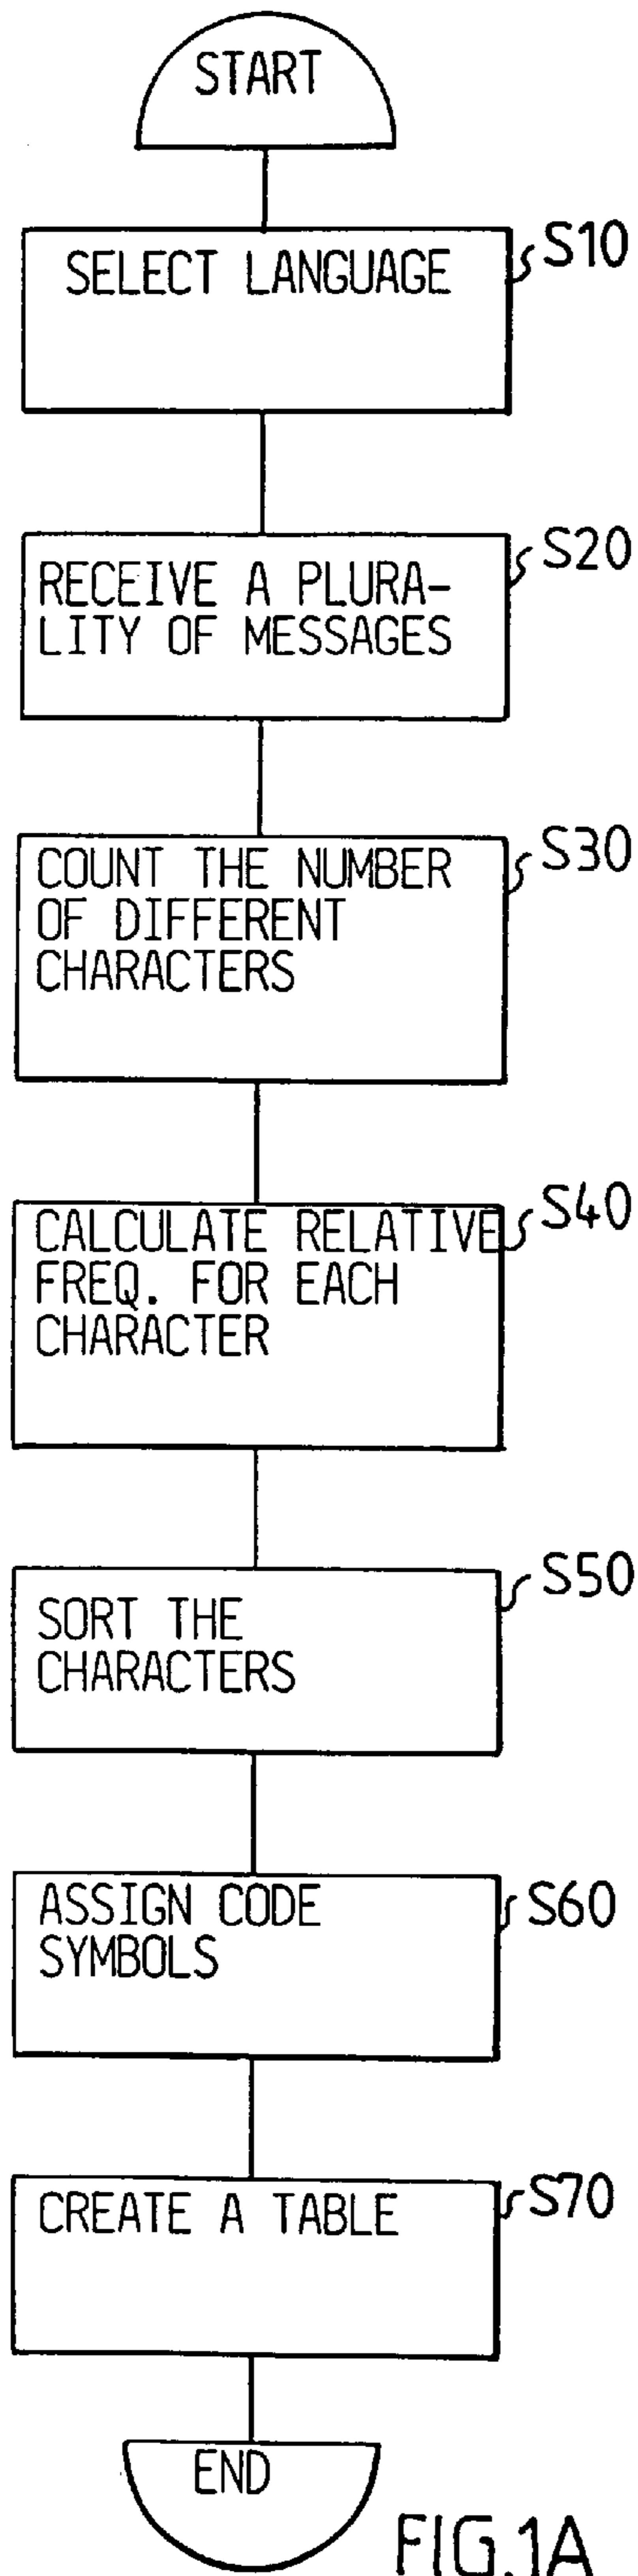 START
SELECT LANGUAGE
S10
RECEIVE A PLURA-
LITY OF MESSAGES
S20
COUNT THE NUMBER
OF DIFFERENT
CHARACTERS
S30
CALCULATE RELATIVE
FREQ. FOR EACH
CHARACTER
S40
SORT THE
CHARACTERS
S50
ASSIGN CODE
SYMBOLS
S60
CREATE A TABLE
S70
END
FIG.1A